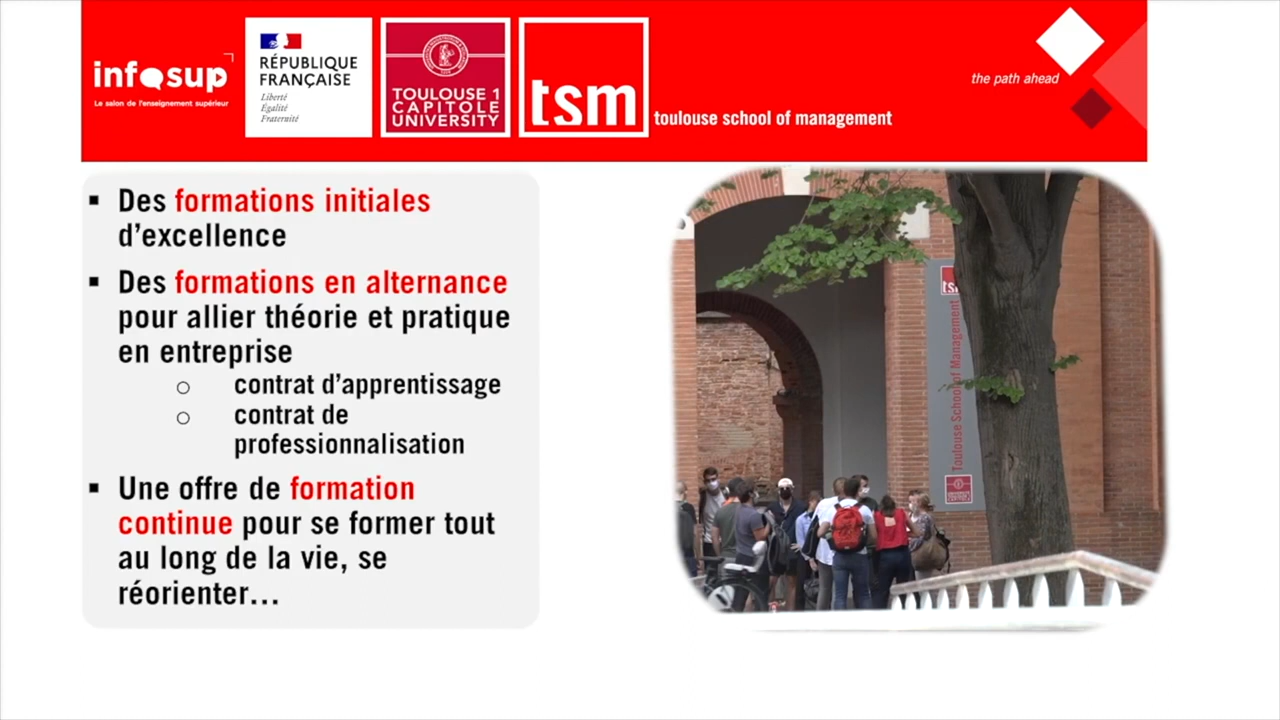 infosup
Le salon de l'enseignement supérieur
RÉPUBLIQUE
FRANÇAISE
Liberté
Égalité
Fraternité
TOULOUSE 1
CAPITOLE
UNIVERSITY
tsm
toulouse school of management
the path ahead
▪ Des formations initiales
d’excellence
▪ Des formations en alternance
pour allier théorie et pratique
en entreprise
○ contrat d’apprentissage
○ contrat de
professionnalisation
▪ Une offre de formation
continue pour se former tout
au long de la vie, se
réorienter…
tsm
Toulouse School of Management